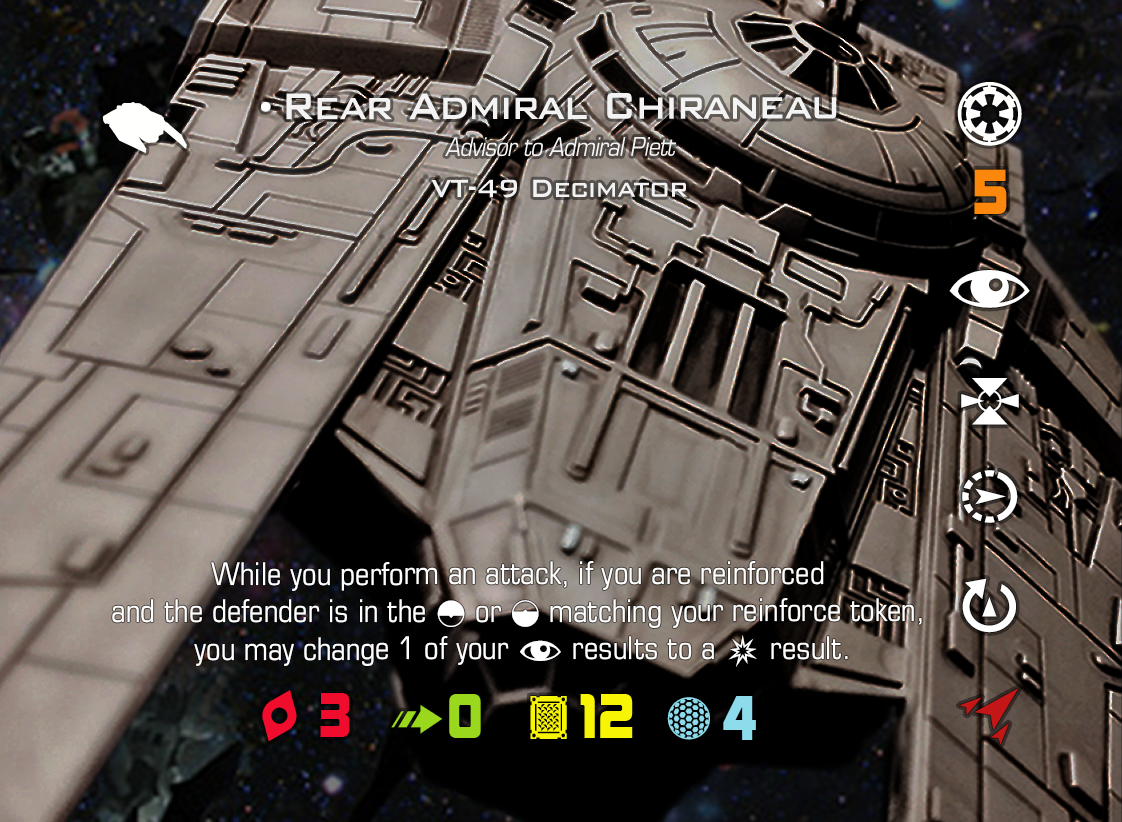 • Rear Admiral Chiraneau
Advisor to Admiral Piett
VT-49 Decimator
5
While you perform an attack, if you are reinforced
and the defender is in the or matching your reinforce token,
you may change 1 of your results to a result.
3 0 12 4